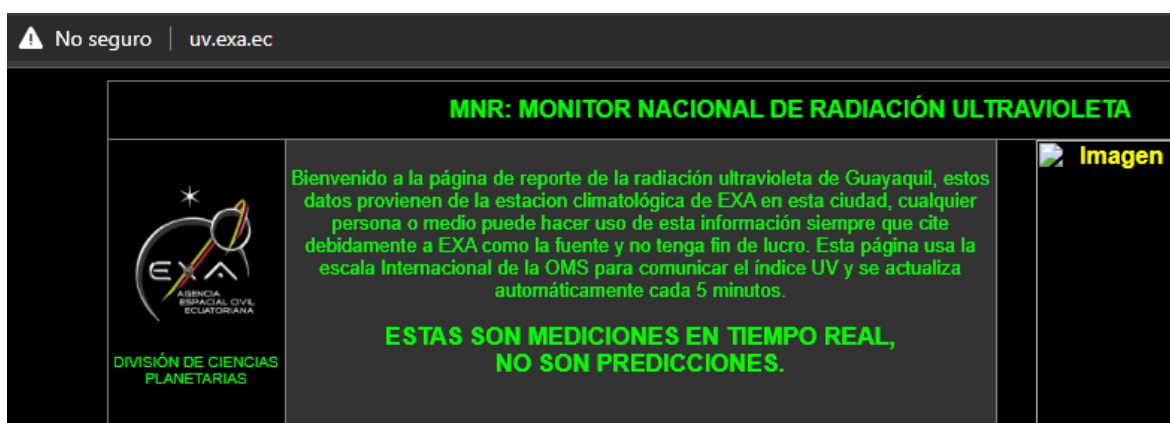 No seguro | uv.exa.ec
MNR: MONITOR NACIONAL DE RADIACIÓN ULTRAVIOLETA
EXA
AGENCIA
ESPACIAL CIVIL
ECUATORIANA
DIVISIÓN DE CIENCIAS
PLANETARIAS
Bienvenido a la página de reporte de la radiación ultravioleta de Guayaquil, estos
datos provienen de la estacion climatológica de EXA en esta ciudad, cualquier
persona o medio puede hacer uso de esta información siempre que cite
debidamente a EXA como la fuente y no tenga fin de lucro. Esta página usa la
escala Internacional de la OMS para comunicar el índice UV y se actualiza
automáticamente cada 5 minutos.
ESTAS SON MEDICIONES EN TIEMPO REAL,
NO SON PREDICCIONES.
Imagen